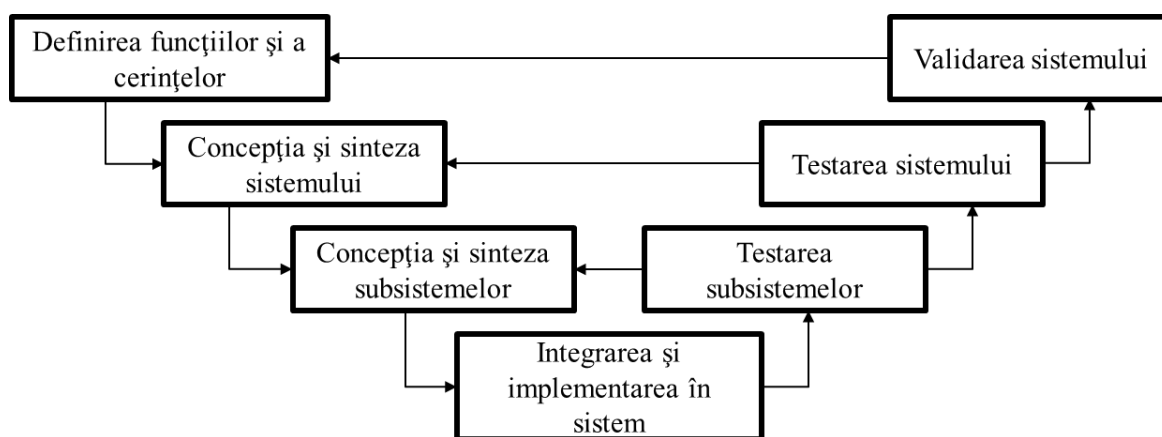 Definirea funcţiilor şi a
cerinţelor
Validarea sistemului
Concepţia şi sinteza
sistemului
Testarea sistemului
Concepţia şi sinteza
subsistemelor
Testarea
subsistemelor
Integrarea şi
implementarea în
sistem